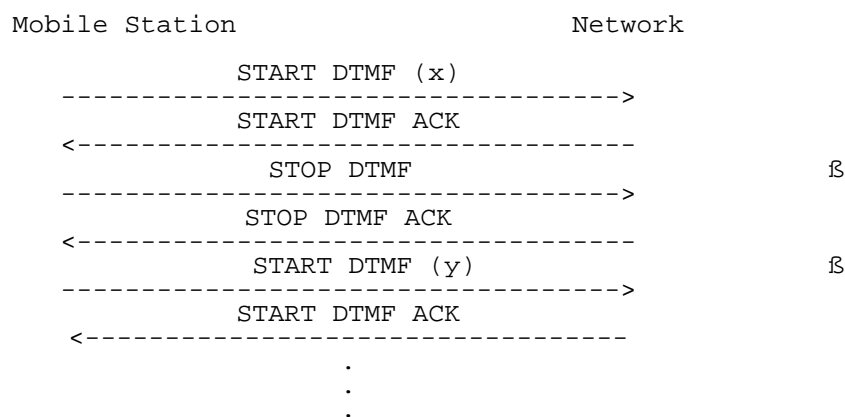 Mobile Station Network
START DTMF (x)
----------------------------------->
START DTMF ACK
<-----------------------------------
STOP DTMF ß
----------------------------------->
STOP DTMF ACK
<-----------------------------------
START DTMF (y) ß
----------------------------------->
START DTMF ACK
<----------------------------------
.
.
.